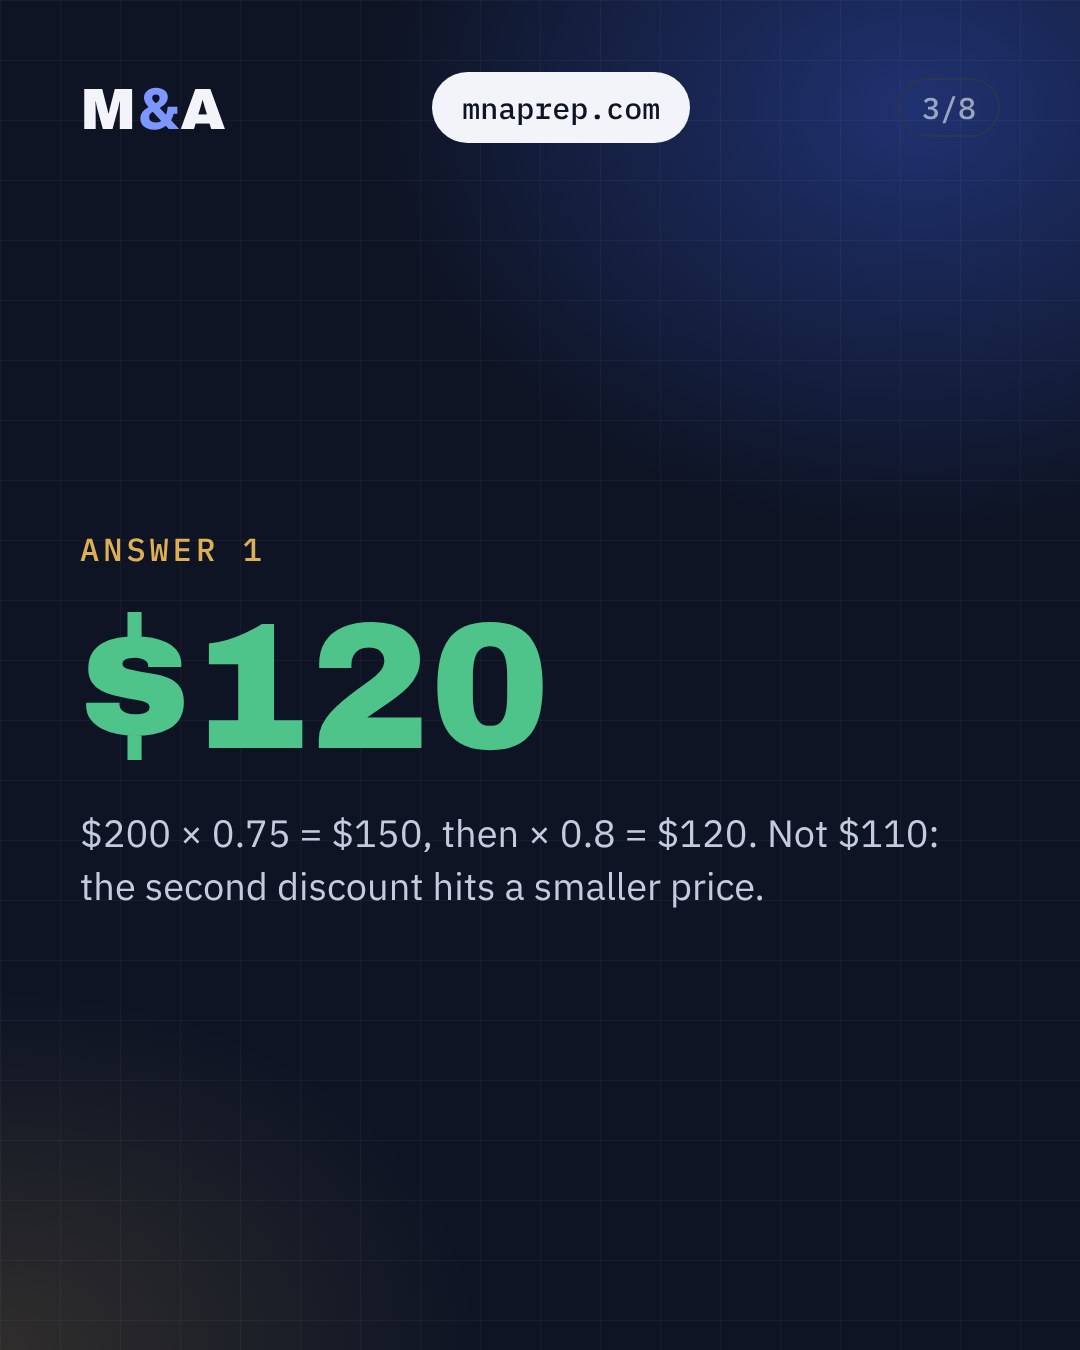 M&A
mnaprep.com
3/8
ANSWER 1
$120
$200 × 0.75 = $150, then × 0.8 = $120. Not $110:
the second discount hits a smaller price.